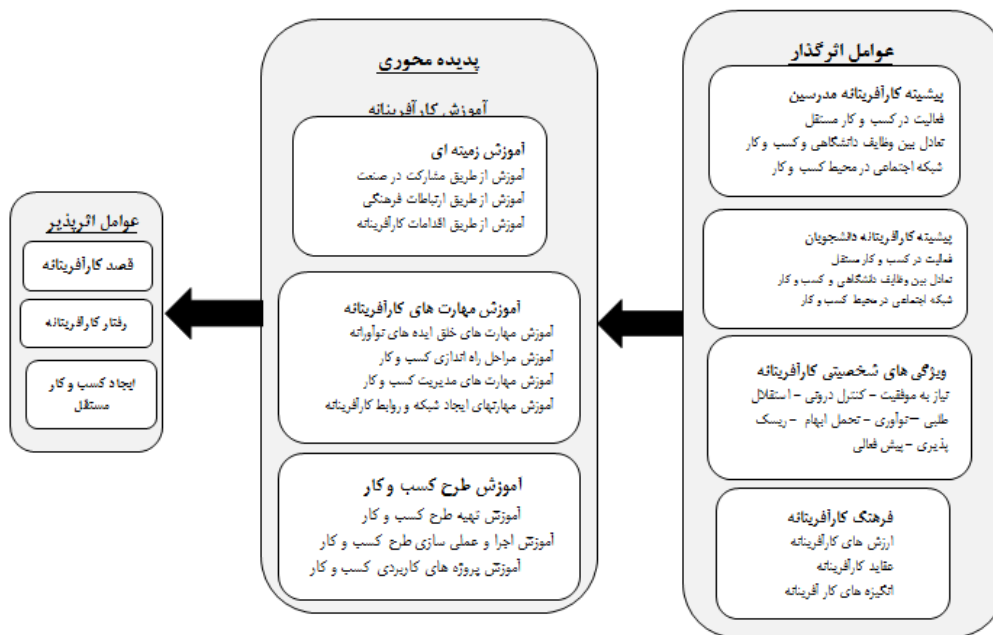 عوامل اثرگذار
پیشینه کارآفرینانه مدرسین
فعالیت در کسب و کار مستقل
تعادل بین وظایف دانشگاهی و کسب و کار
شبکه اجتماعی در محیط کسب و کار
پیشینه کارآفرینانه دانشجویان
فعالیت در کسب و کار مستقل
تعادل بین وظایف دانشگاهی و کسب و کار
شبکه اجتماعی در محیط کسب و کار
ویژگی های شخصیتی کارآفرینانه
نیاز به موفقیت – کنترل درونی – استقلال
طلبی – نوآوری – تحمل ابهام – ریسک
پذیری – پیش فعالی
فرهنگ کارآفرینانه
ارزش های کارآفرینانه
عقاید کارآفرینانه
انگیزه های کار آفرینانه
پدیده محوری
آموزش کارآفرینانه
آموزش زمینه ای
آموزش از طریق مشارکت در صنعت
آموزش از طریق ارتباطات فرهنگی
آموزش از طریق اقدامات کارآفرینانه
آموزش مهارت های کارآفرینانه
آموزش مهارت های خلق ایده های نوآورانه
آموزش مراحل راه اندازی کسب و کار
آموزش مهارت های مدیریت کسب و کار
آموزش مهارتهای ایجاد شبکه و روابط کارآفرینانه
آموزش طرح کسب و کار
آموزش تهیه طرح کسب و کار
آموزش اجرا و عملی سازی طرح کسب و کار
آموزش پروژه های کاربردی کسب و کار
عوامل اثرپذیر
قصد کارآفرینانه
رفتار کارآفرینانه
ایجاد کسب و کار
مستقل